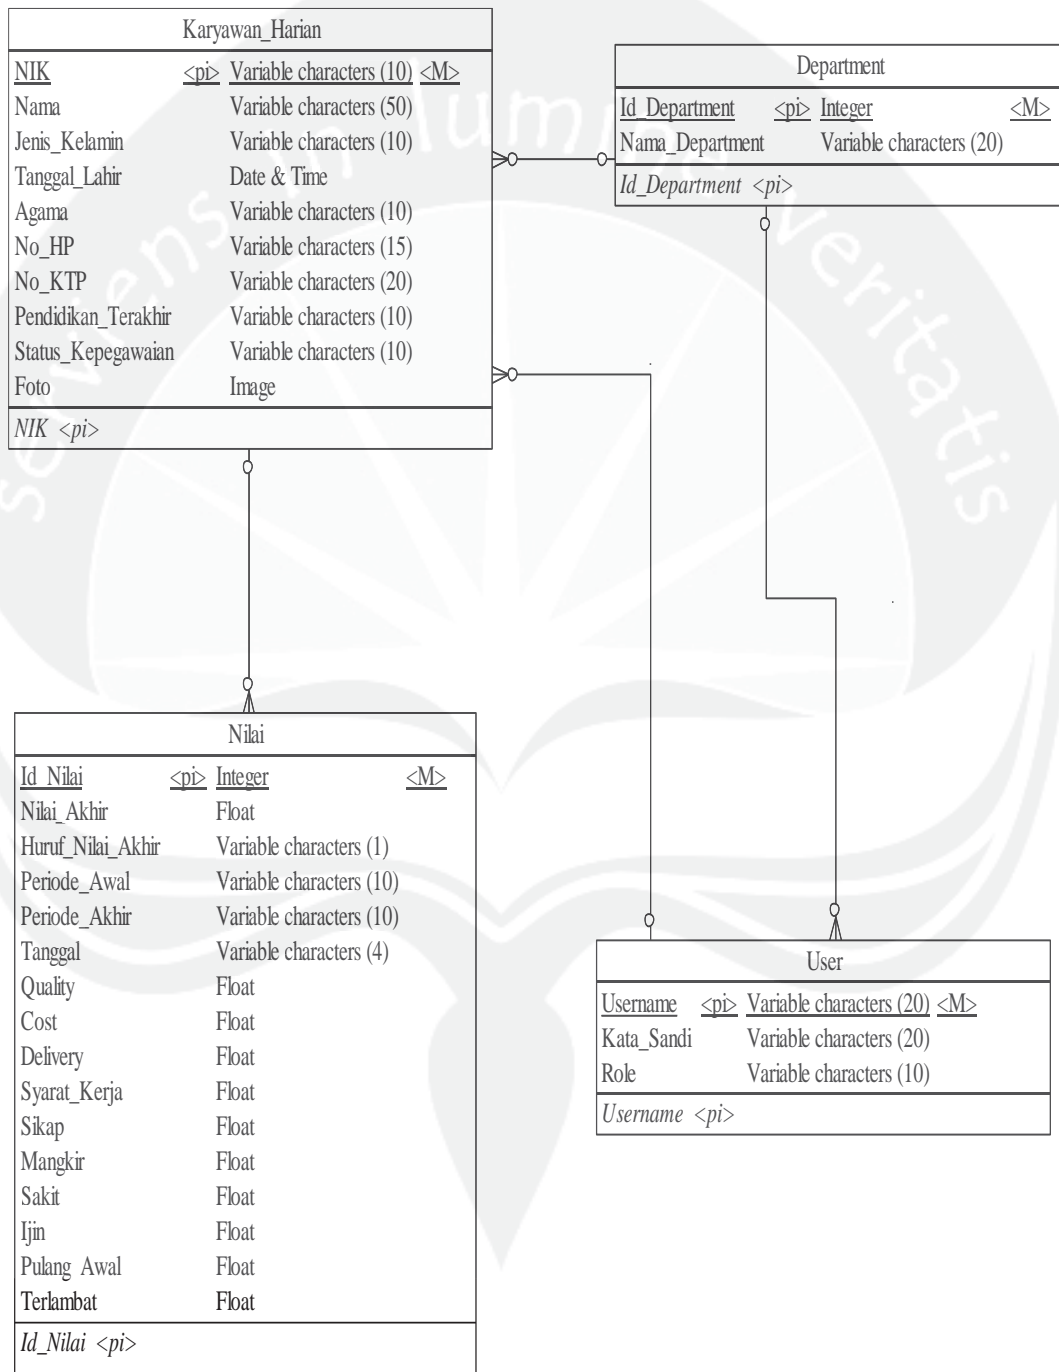 Karyawan_Harian
NIK <pi> Variable characters (10) <M>
Nama Variable characters (50)
Jenis_Kelamin Variable characters (10)
Tanggal_Lahir Date & Time
Agama Variable characters (10)
No_HP Variable characters (15)
No_KTP Variable characters (20)
Pendidikan_Terakhir Variable characters (10)
Status_Kepegawaian Variable characters (10)
Foto Image
NIK <pi>
Department
Id_Department <pi> Integer <M>
Nama_Department Variable characters (20)
Id_Department <pi>
Nilai
Id_Nilai <pi> Integer <M>
Nilai_Akhir Float
Huruf_Nilai_Akhir Variable characters (1)
Periode_Awal Variable characters (10)
Periode_Akhir Variable characters (10)
Tanggal Variable characters (4)
Quality Float
Cost Float
Delivery Float
Syarat_Kerja Float
Sikap Float
Mangkir Float
Sakit Float
Ijin Float
Pulang_Awal Float
Terlambat Float
Id_Nilai <pi>
User
Username <pi> Variable characters (20) <M>
Kata_Sandi Variable characters (20)
Role Variable characters (10)
Username <pi>
serviens in lumine veritatis